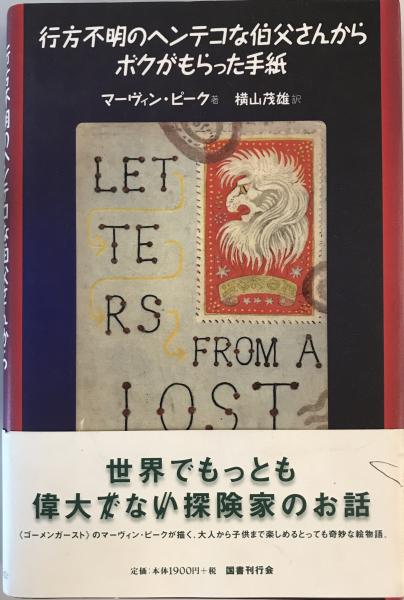 行方不明のヘンテコな伯父さんから
ボクがもらった手紙
マーヴィン・ピーク著 横山茂雄訳
LET
TE
RS
FROM A
LOST
世界でもっとも
偉大でない探険家のお話
《ゴーメンガースト》のマーヴィン・ピークが描く、大人から子供まで楽しめるとっても奇妙な絵物語。
定価：本体1900円＋税 国書刊行会